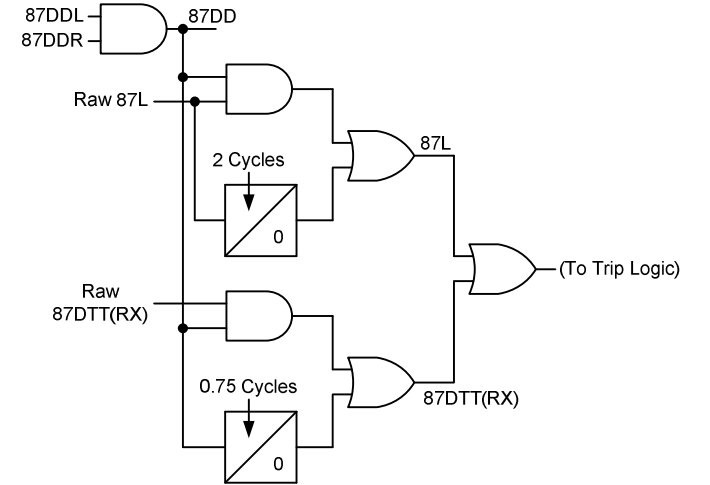 87DDL
87DDR
87DD
Raw 87L
87L
2 Cycles
0
(To Trip Logic)
Raw
87DTT(RX)
0.75 Cycles
87DTT(RX)
0